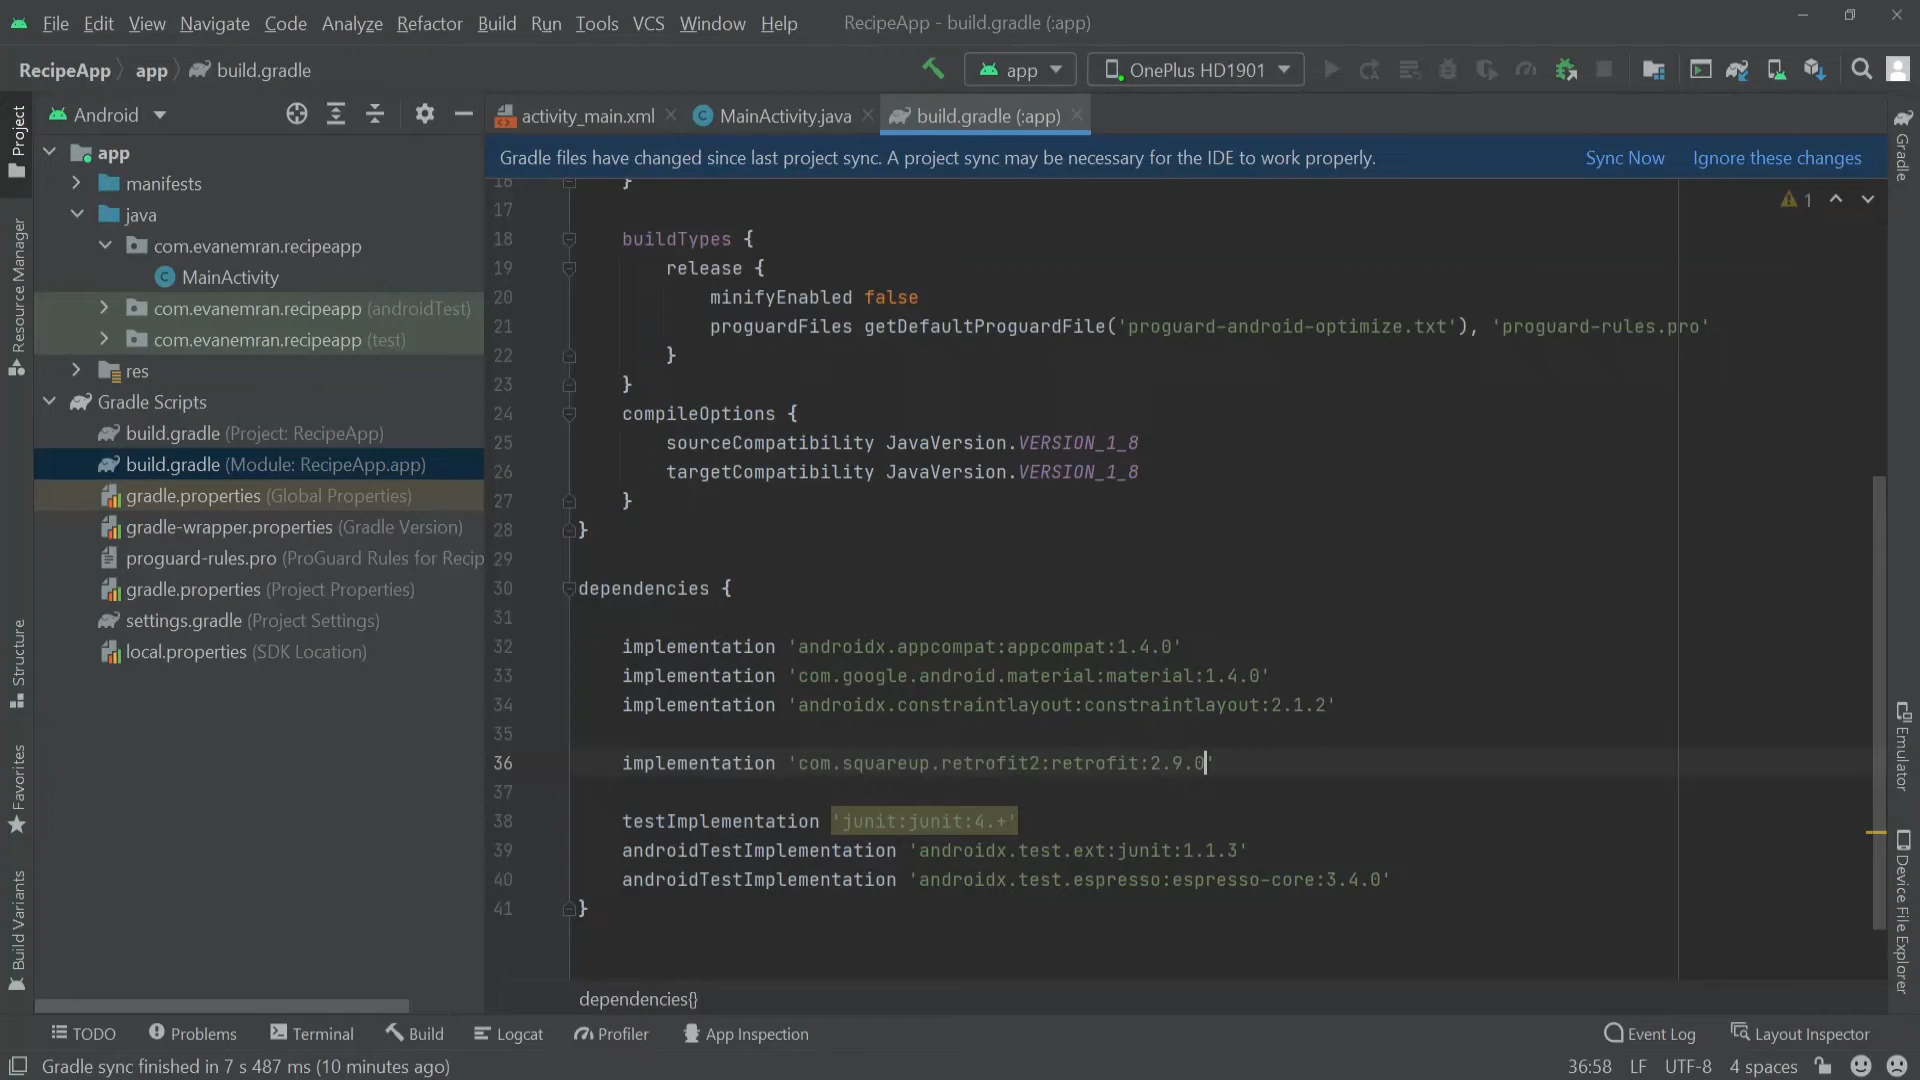 File Edit View Navigate Code Analyze Refactor Build Run Tools VCS Window Help RecipeApp - build.gradle (:app)
RecipeApp app build.gradle app OnePlus HD1901
Project
Android
activity_main.xml MainActivity.java build.gradle (:app)
Gradle
Gradle files have changed since last project sync. A project sync may be necessary for the IDE to work properly. Sync Now Ignore these changes
app
manifests
java
com.evanemran.recipeapp
MainActivity
com.evanemran.recipeapp (androidTest)
com.evanemran.recipeapp (test)
res
Gradle Scripts
build.gradle (Project: RecipeApp)
build.gradle (Module: RecipeApp.app)
gradle.properties (Global Properties)
gradle-wrapper.properties (Gradle Version)
proguard-rules.pro (ProGuard Rules for Recip
gradle.properties (Project Properties)
settings.gradle (Project Settings)
local.properties (SDK Location)
Resource Manager
Structure
Favorites
Build Variants
1
16 }
17
18 buildTypes {
19 release {
20 minifyEnabled false
21 proguardFiles getDefaultProguardFile('proguard-android-optimize.txt'), 'proguard-rules.pro'
22 }
23 }
24 compileOptions {
25 sourceCompatibility JavaVersion.VERSION_1_8
26 targetCompatibility JavaVersion.VERSION_1_8
27 }
28 }
29
30 dependencies {
31
32 implementation 'androidx.appcompat:appcompat:1.4.0'
33 implementation 'com.google.android.material:material:1.4.0'
34 implementation 'androidx.constraintlayout:constraintlayout:2.1.2'
35
36 implementation 'com.squareup.retrofit2:retrofit:2.9.0'
37
38 testImplementation 'junit:junit:4.+'
39 androidTestImplementation 'androidx.test.ext:junit:1.1.3'
40 androidTestImplementation 'androidx.test.espresso:espresso-core:3.4.0'
41 }
dependencies{}
Emulator
Device File Explorer
TODO Problems Terminal Build Logcat Profiler App Inspection Event Log Layout Inspector
Gradle sync finished in 7 s 487 ms (10 minutes ago) 36:58 LF UTF-8 4 spaces